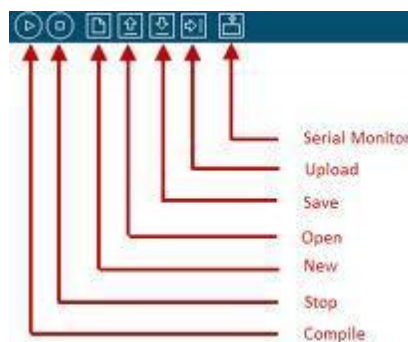 Serial Monitor
Upload
Save
Open
New
Stop
Compile